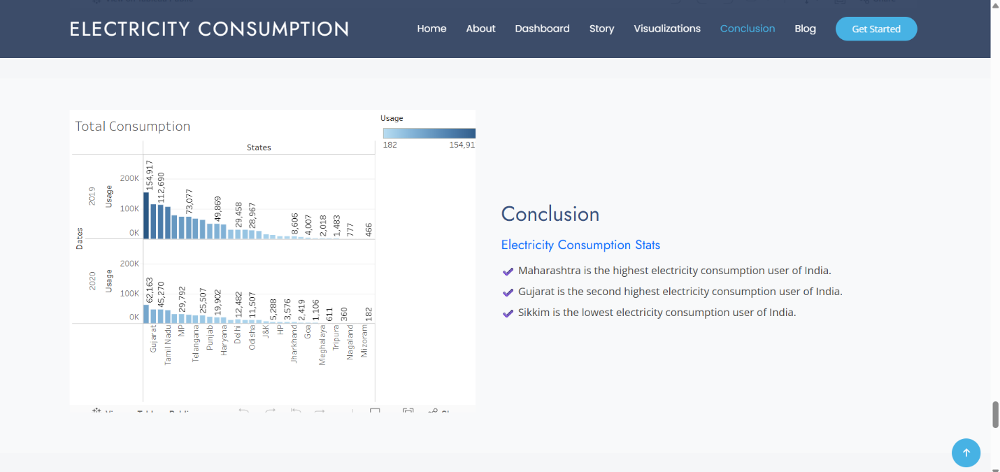 ELECTRICITY CONSUMPTION
Home About Dashboard Story Visualizations Conclusion Blog Get Started
Total Consumption
Usage
182 154,91
States
Dates
2019
Usage
200K
100K
0K
154,917 112,690 73,077 49,869 29,458 28,967 8,606 4,007 2,018 1,483 777 466
2020
Usage
200K
100K
0K
62,163 45,270 29,792 25,507 19,902 12,482 11,507 5,288 3,576 2,419 1,106 611 360 182
Gujarat Tamil Nadu MP Telangana Punjab Haryana Delhi Odisha J&K HP Jharkhand Goa Meghalaya Tripura Nagaland Mizoram
Conclusion
Electricity Consumption Stats
Maharashtra is the highest electricity consumption user of India.
Gujarat is the second highest electricity consumption user of India.
Sikkim is the lowest electricity consumption user of India.